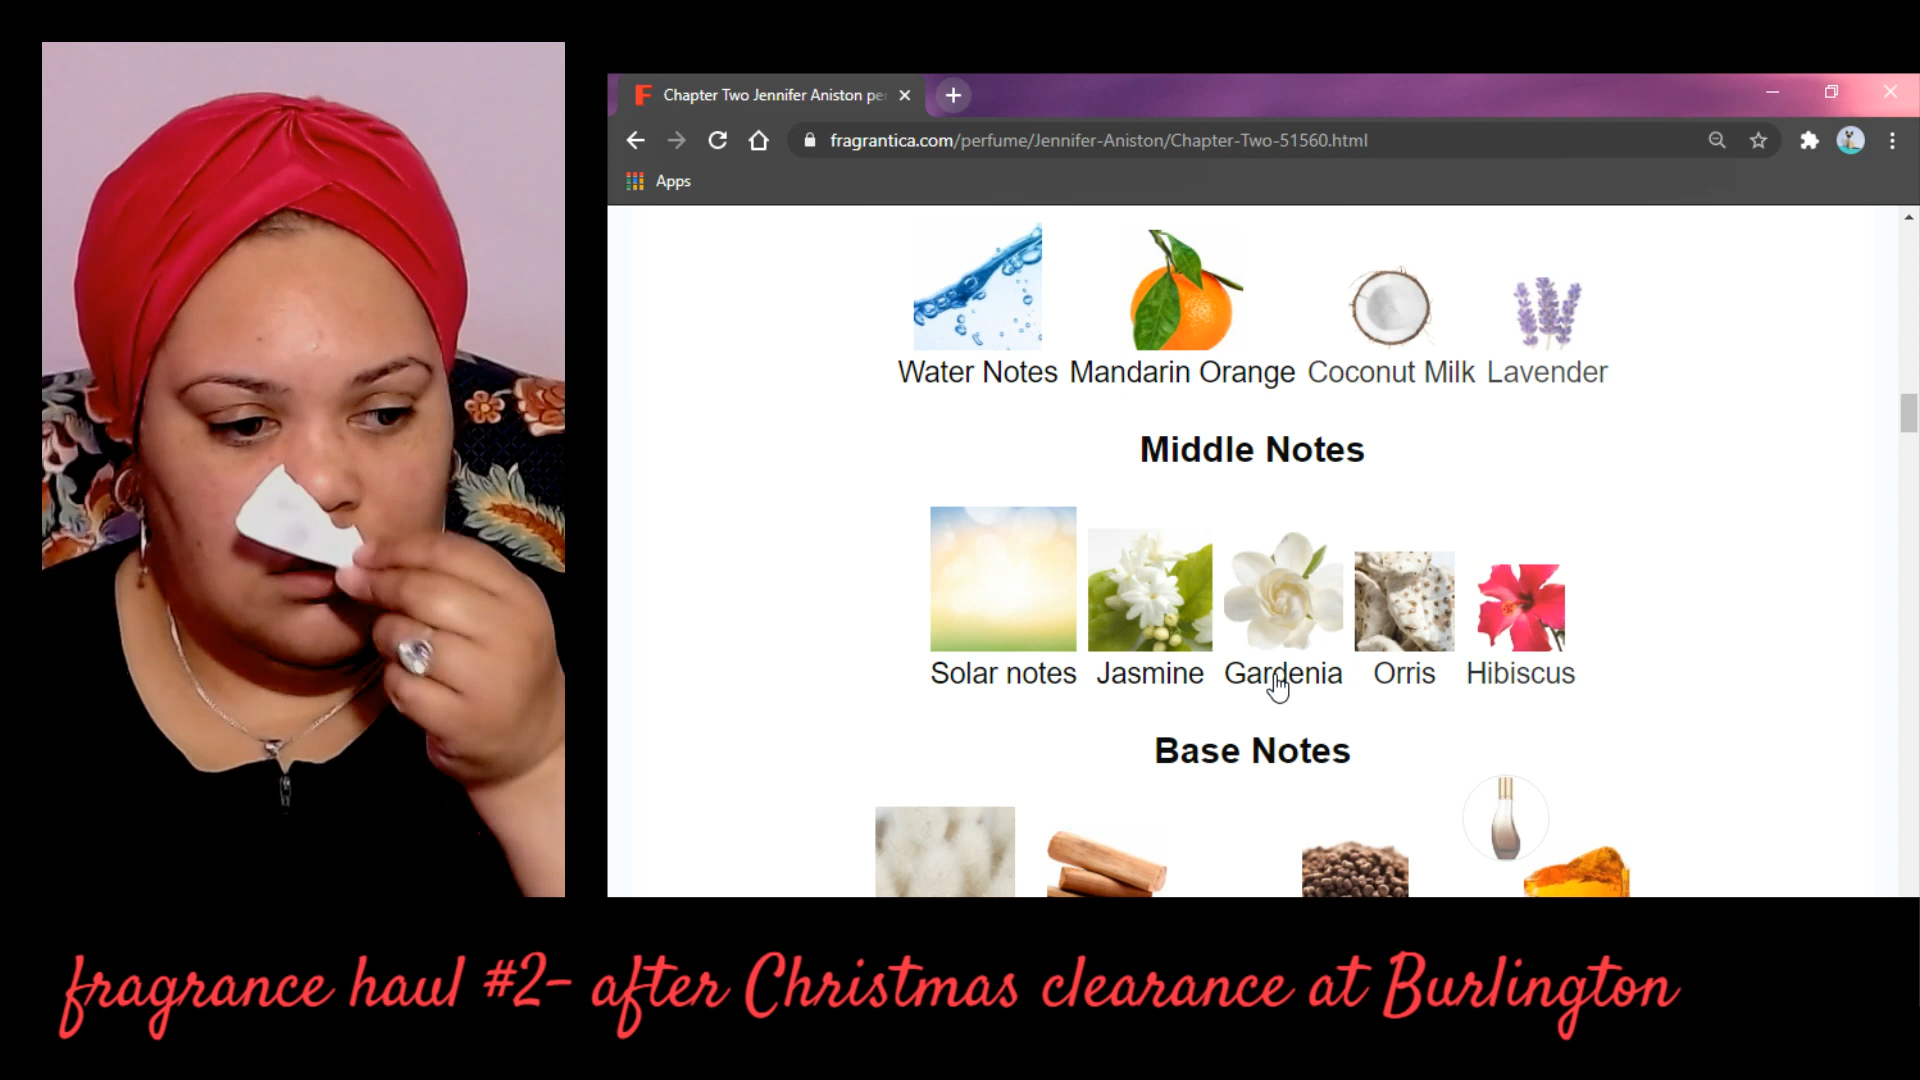 Chapter Two Jennifer Aniston pe
fragrantica.com/perfume/Jennifer-Aniston/Chapter-Two-51560.html
Apps
Water Notes Mandarin Orange Coconut Milk Lavender
Middle Notes
Solar notes Jasmine Gardenia Orris Hibiscus
Base Notes
fragrance haul #2- after Christmas clearance at Burlington